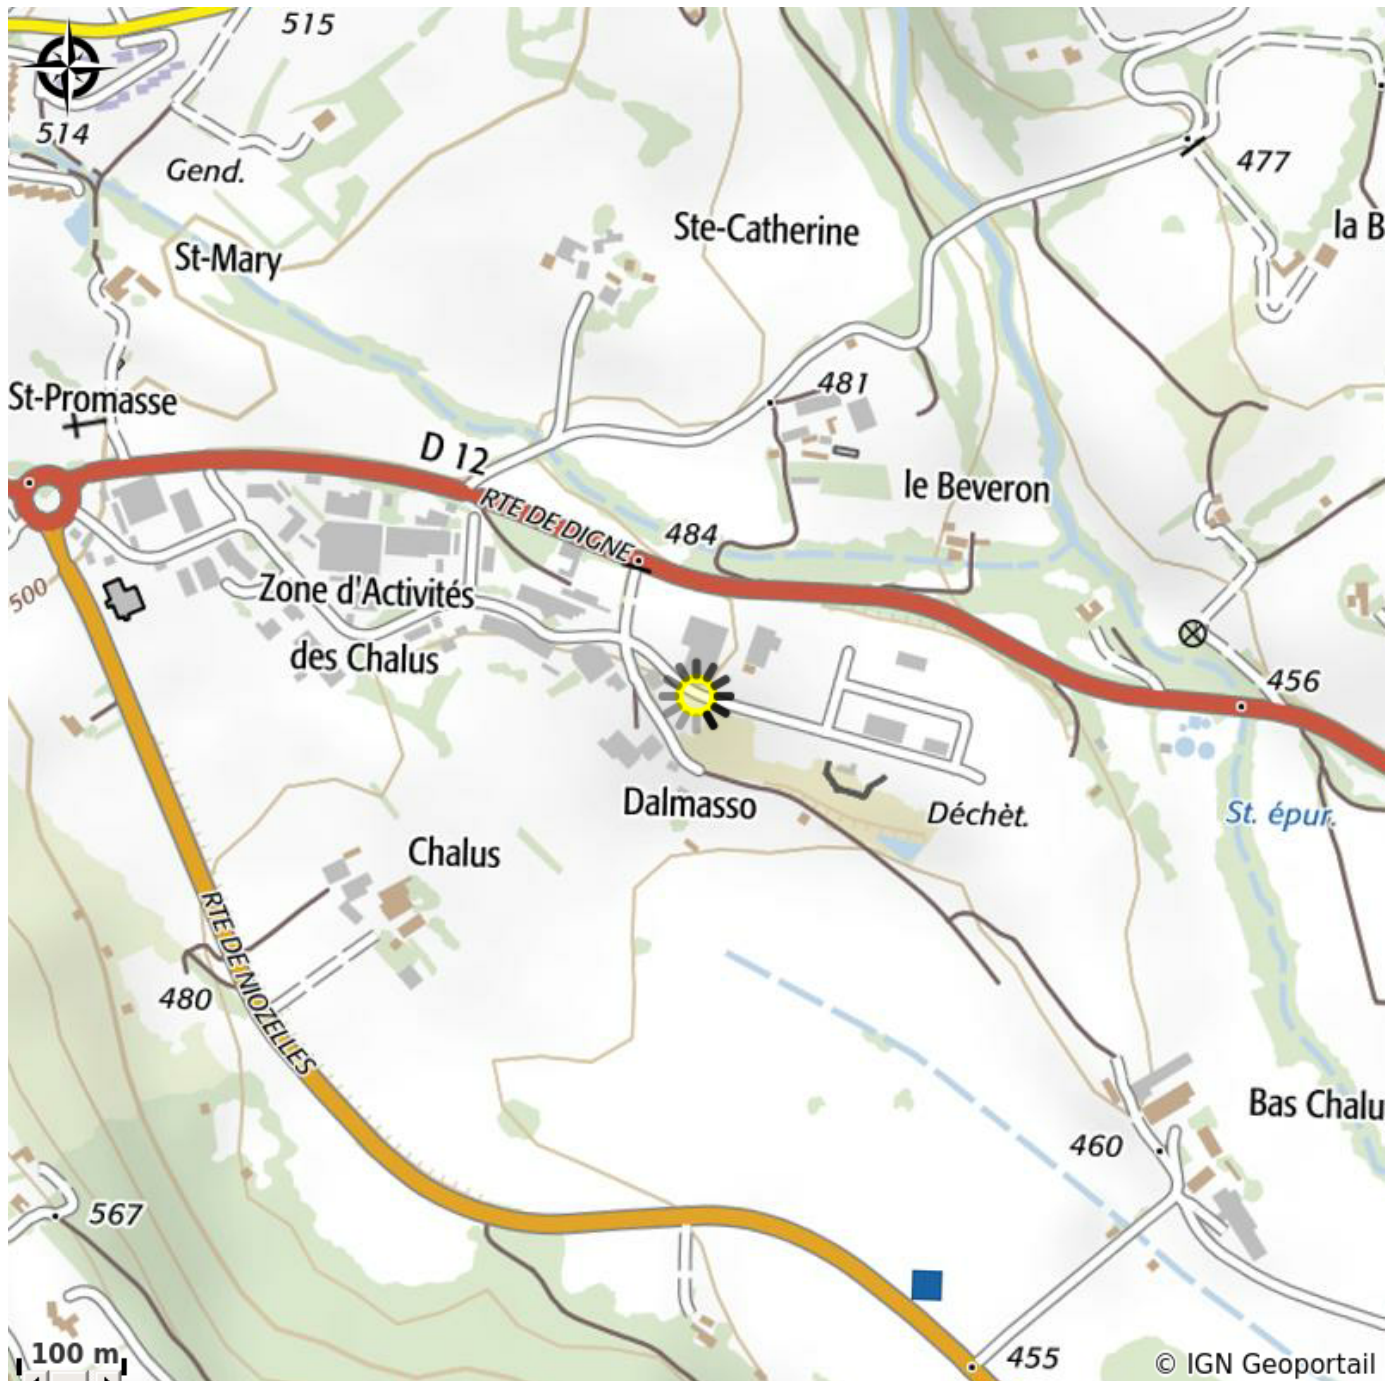 515
514
Gend.
477
Ste-Catherine
la B
St-Mary
481
St-Promasse
D 12
le Beveron
RTE DE DIGNE
484
500
Zone d'Activités
des Chalus
456
Dalmasso
Déchèt.
St. épur.
Chalus
RTE DE NIOZELLES
480
Bas Chalu
460
567
455
100 m
© IGN Geoportail